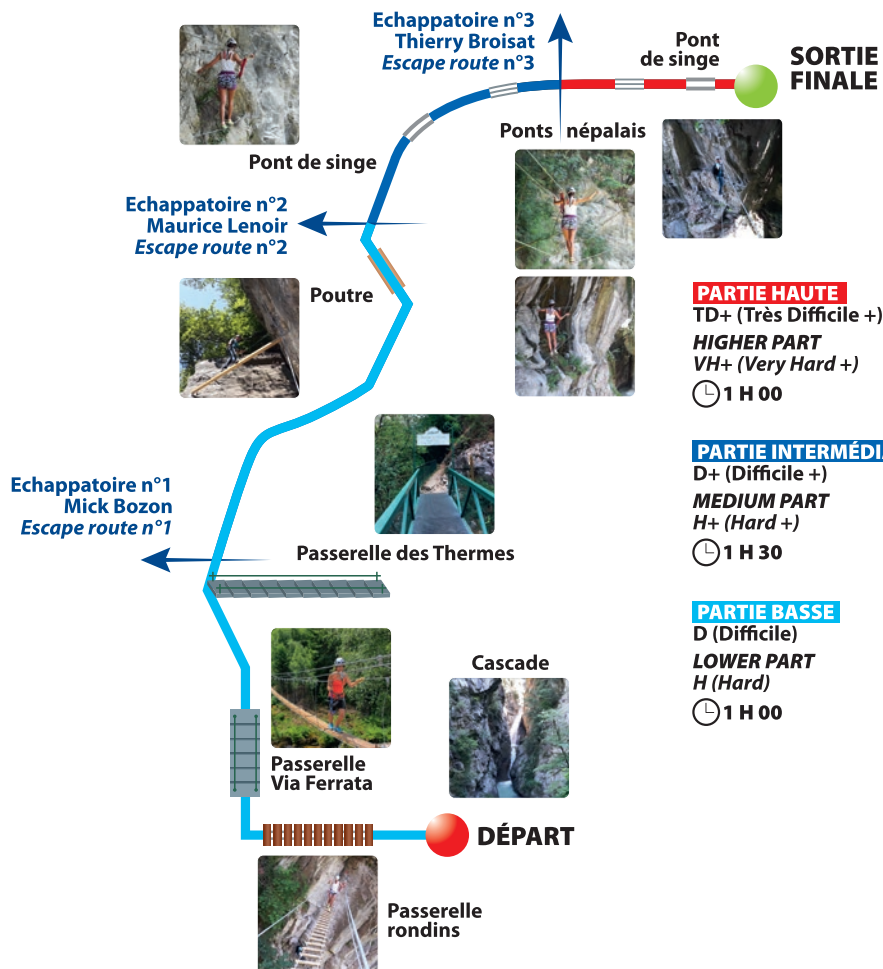 Echappatoire n°3
Thierry Broisat
Escape route n°3
Pont
de singe
SORTIE
FINALE
Ponts népalais
Pont de singe
Echappatoire n°2
Maurice Lenoir
Escape route n°2
Poutre
PARTIE HAUTE
TD+ (Très Difficile +)
HIGHER PART
VH+ (Very Hard +)
1 H 00
PARTIE INTERMÉDI
D+ (Difficile +)
MEDIUM PART
H+ (Hard +)
1 H 30
Echappatoire n°1
Mick Bozon
Escape route n°1
Passerelle des Thermes
PARTIE BASSE
D (Difficile)
LOWER PART
H (Hard)
1 H 00
Cascade
Passerelle
Via Ferrata
DÉPART
Passerelle
rondins